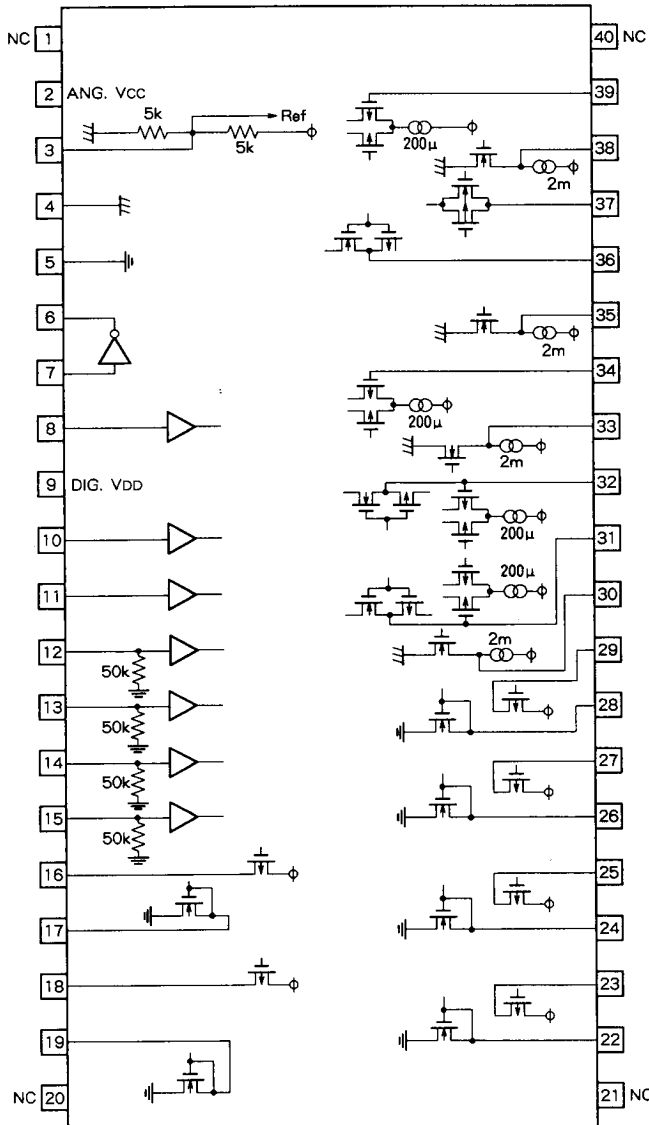 NC 1
40 NC
2 ANG. VCC
39
5k
Ref
5k
200μ
3
38
2m
4
37
5
36
6
35
2m
7
34
200μ
8
33
2m
9 DIG. VDD
32
200μ
10
31
200μ
11
30
2m
12
29
50k
13
28
50k
14
27
50k
15
26
50k
16
25
17
24
18
23
19
22
NC 20
21 NC